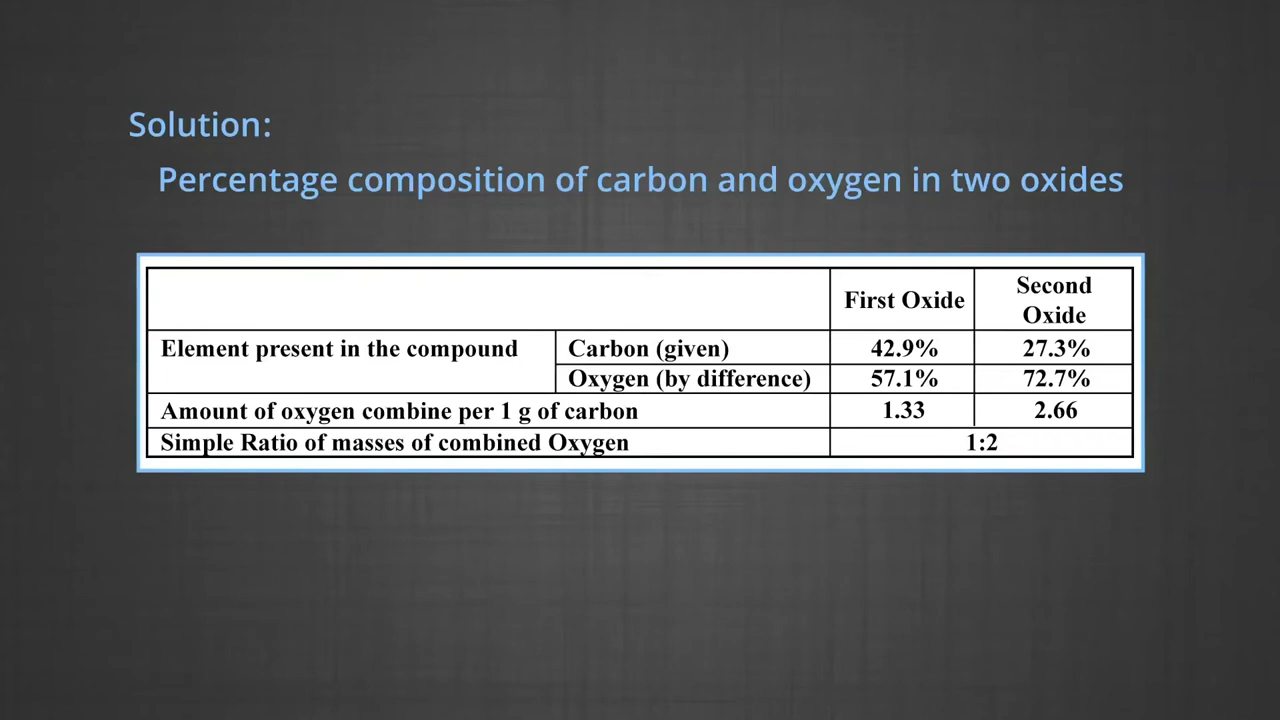 Solution:
Percentage composition of carbon and oxygen in two oxides
First Oxide
Second
Oxide
Element present in the compound
Carbon (given)
42.9%
27.3%
Oxygen (by difference)
57.1%
72.7%
Amount of oxygen combine per 1 g of carbon
1.33
2.66
Simple Ratio of masses of combined Oxygen
1:2